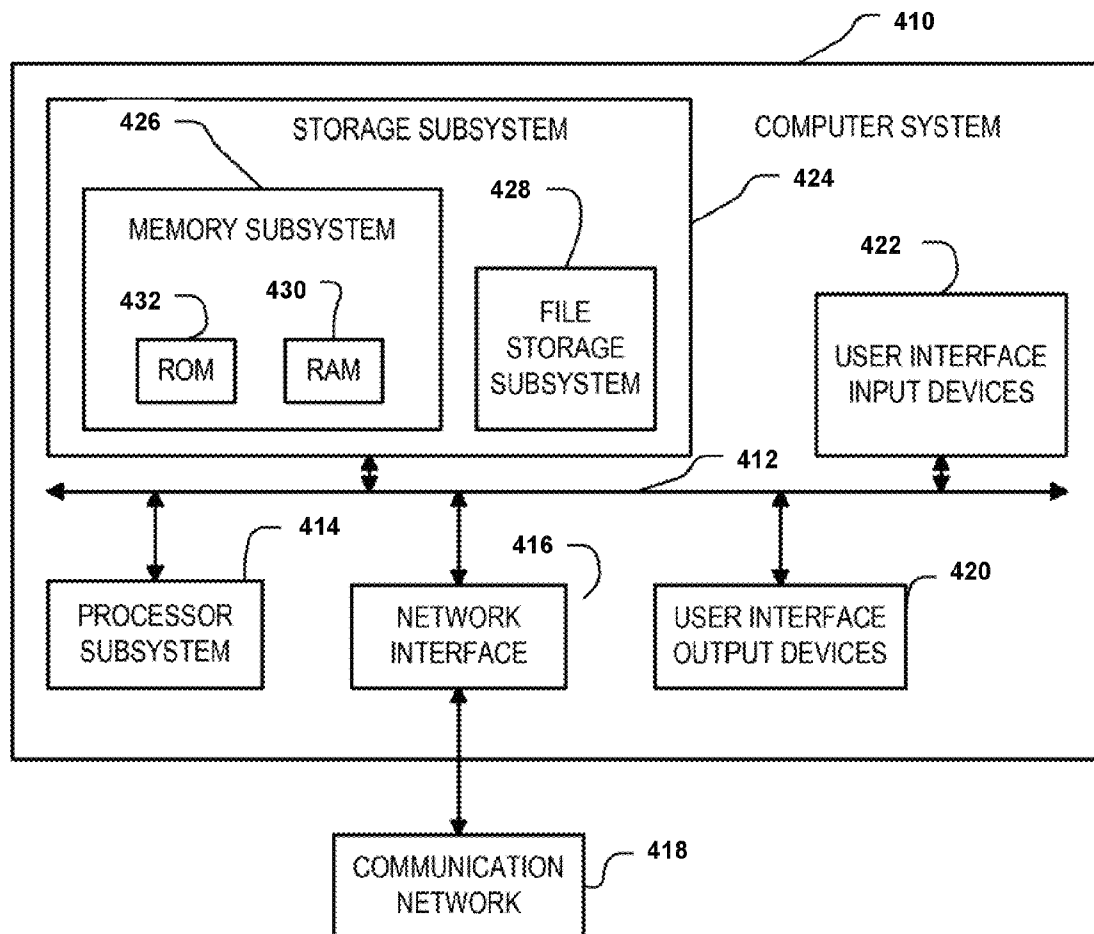 410
426
STORAGE SUBSYSTEM
COMPUTER SYSTEM
424
428
MEMORY SUBSYSTEM
422
432
430
FILE
STORAGE
SUBSYSTEM
ROM
RAM
USER INTERFACE
INPUT DEVICES
412
414
416
420
PROCESSOR
SUBSYSTEM
NETWORK
INTERFACE
USER INTERFACE
OUTPUT DEVICES
COMMUNICATION
NETWORK
418